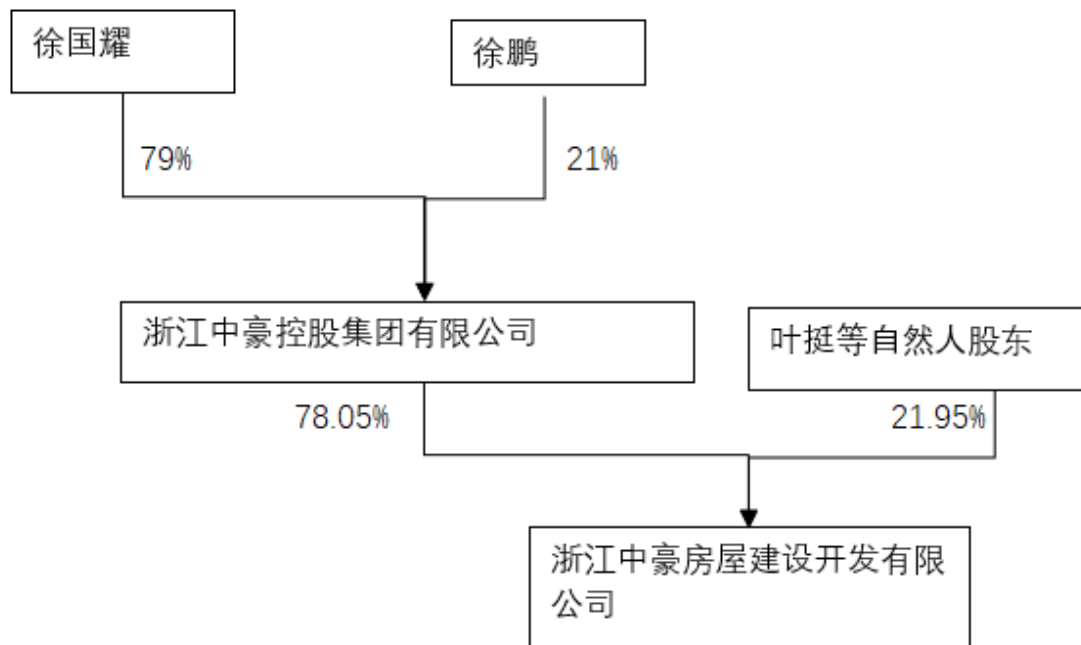 徐国耀
徐鹏
79%
21%
浙江中豪控股集团有限公司
叶挺等自然人股东
78.05%
21.95%
浙江中豪房屋建设开发有限
公司